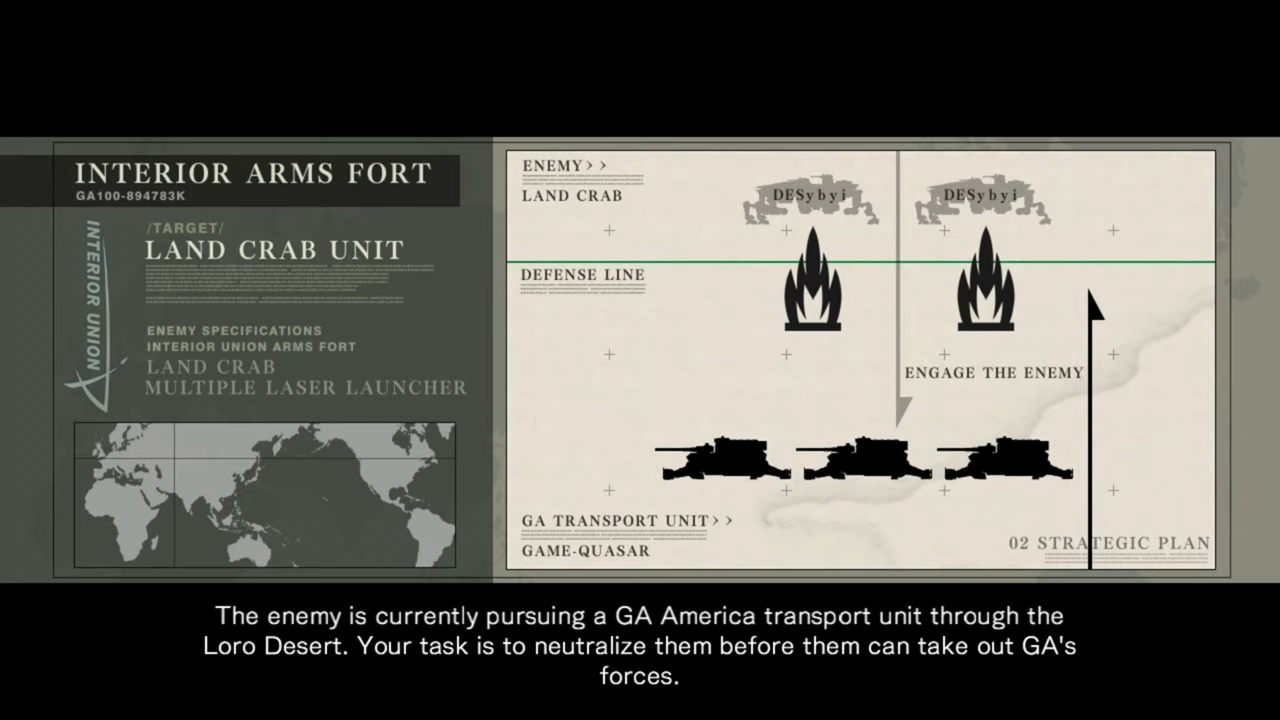 INTERIOR ARMS FORT
GA100-894783K
INTERIOR UNION
/TARGET/
LAND CRAB UNIT
ENEMY SPECIFICATIONS
INTERIOR UNION ARMS FORT
LAND CRAB
MULTIPLE LASER LAUNCHER
ENEMY>>
LAND CRAB
DESybyi
DESybyi
DEFENSE LINE
ENGAGE THE ENEMY
GA TRANSPORT UNIT>>
GAME-QUASAR
02 STRATEGIC PLAN
The enemy is currently pursuing a GA America transport unit through the
Loro Desert. Your task is to neutralize them before them can take out GA's
forces.